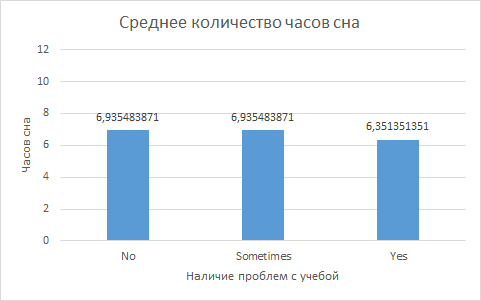 Среднее количество часов сна
12
10
8
6
4
2
0
Часов сна
6,935483871
6,935483871
6,351351351
No
Sometimes
Yes
Наличие проблем с учебой